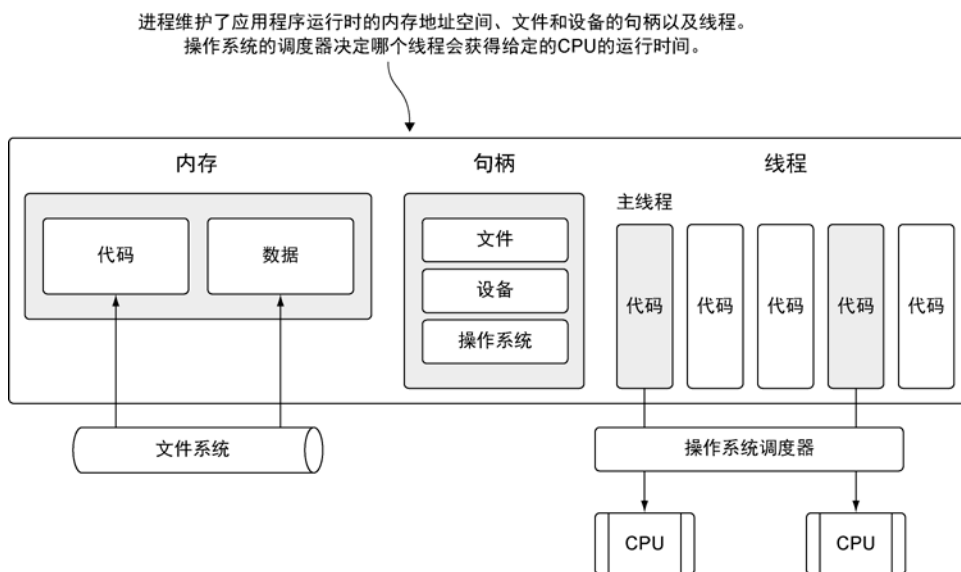 进程维护了应用程序运行时的内存地址空间、文件和设备的句柄以及线程。
操作系统的调度器决定哪个线程会获得给定的CPU的运行时间。
内存
句柄
线程
主线程
代码
数据
文件
设备
操作系统
代码
代码
代码
代码
代码
文件系统
操作系统调度器
CPU
CPU